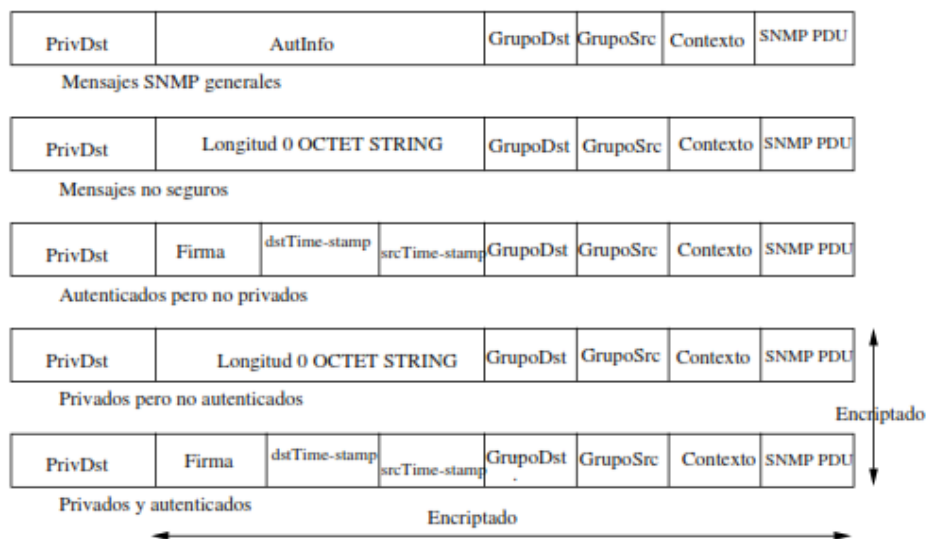 PrivDst AutInfo GrupoDst GrupoSrc Contexto SNMP PDU
Mensajes SNMP generales
PrivDst Longitud 0 OCTET STRING GrupoDst GrupoSrc Contexto SNMP PDU
Mensajes no seguros
PrivDst Firma dstTime-stamp srcTime-stamp GrupoDst GrupoSrc Contexto SNMP PDU
Autenticados pero no privados
PrivDst Longitud 0 OCTET STRING GrupoDst GrupoSrc Contexto SNMP PDU
Privados pero no autenticados
Encriptado
PrivDst Firma dstTime-stamp srcTime-stamp GrupoDst GrupoSrc Contexto SNMP PDU
Privados y autenticados
Encriptado